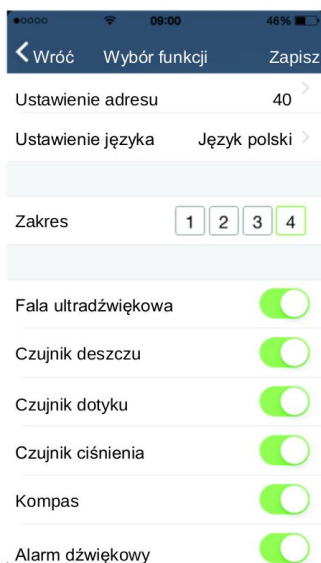 09:00 46%
Wróć Wybór funkcji Zapisz
Ustawienie adresu 40
Ustawienie języka Język polski
Zakres 1 2 3 4
Fala ultradźwiękowa
Czujnik deszczu
Czujnik dotyku
Czujnik ciśnienia
Kompas
Alarm dźwiękowy